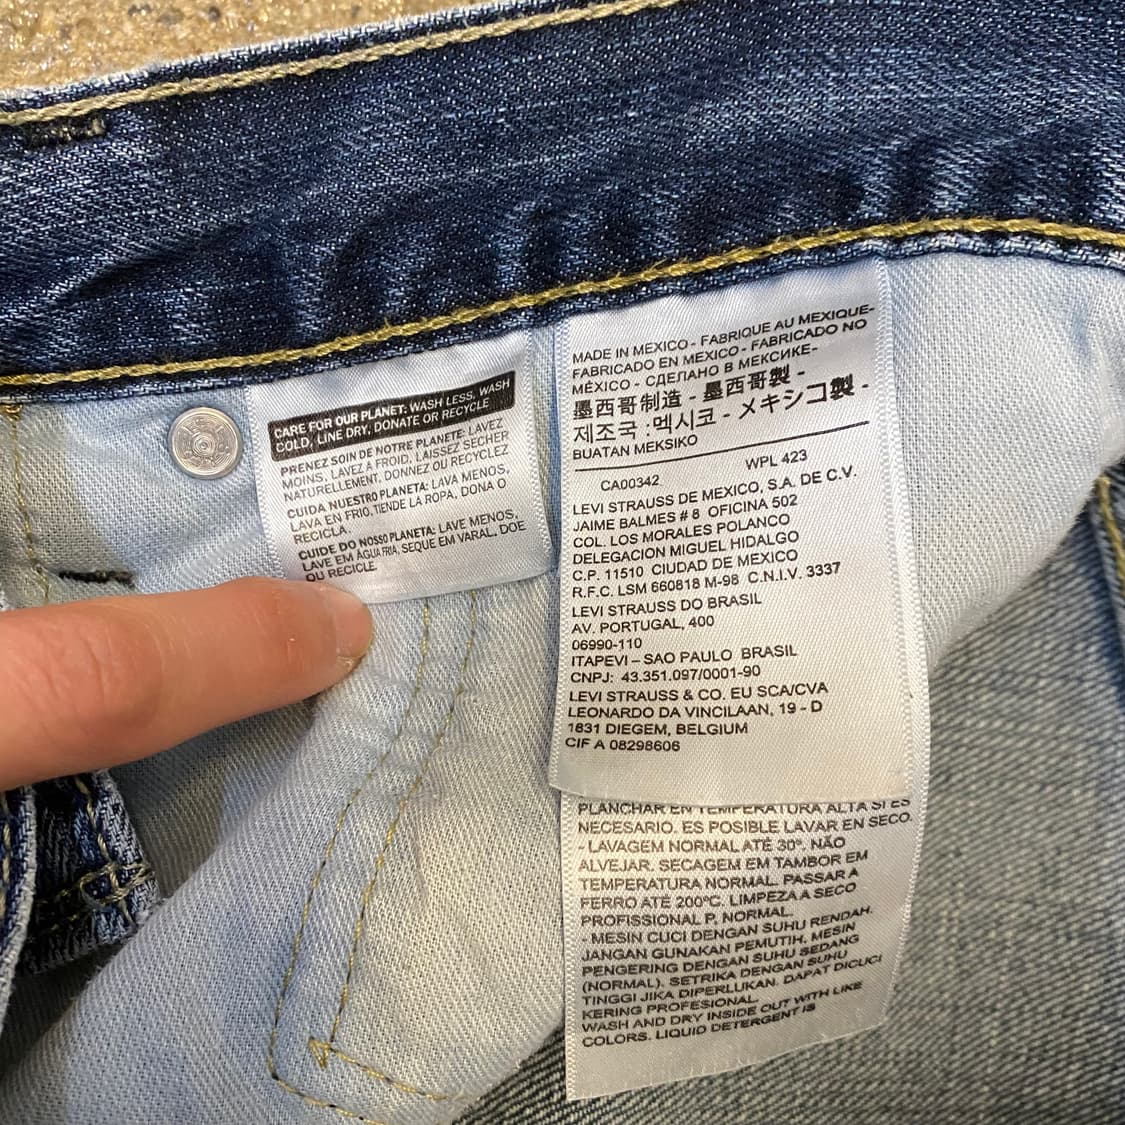 CARE FOR OUR PLANET: WASH LESS, WASH
COLD, LINE DRY, DONATE OR RECYCLE
PRENEZ SOIN DE NOTRE PLANETE: LAVEZ
MOINS, LAVEZ A FROID, LAISSEZ SECHER
NATURELLEMENT, DONNEZ OU RECYCLEZ
CUIDA NUESTRO PLANETA: LAVA MENOS,
LAVA EN FRIO, TIENDE LA ROPA, DONA O
RECICLA.
CUIDE DO NOSSO PLANETA: LAVE MENOS,
LAVE EM ÁGUA FRIA, SEQUE EM VARAL, DOE
OU RECICLE.
MADE IN MEXICO - FABRIQUE AU MEXIQUE-
FABRICADO EN MEXICO - FABRICADO NO
MÉXICO - СДЕЛАНО В МЕКСИКЕ-
墨西哥制造 - 墨西哥製 -
제조국 :멕시코 - メキシコ製 -
BUATAN MEKSIKO
WPL 423
CA00342
LEVI STRAUSS DE MEXICO, S.A. DE C.V.
JAIME BALMES # 8 OFICINA 502
COL. LOS MORALES POLANCO
DELEGACION MIGUEL HIDALGO
C.P. 11510 CIUDAD DE MEXICO
R.F.C. LSM 660818 M-98 C.N.I.V. 3337
LEVI STRAUSS DO BRASIL
AV. PORTUGAL, 400
06990-110
ITAPEVI – SAO PAULO BRASIL
CNPJ: 43.351.097/0001-90
LEVI STRAUSS & CO. EU SCA/CVA
LEONARDO DA VINCILAAN, 19 - D
1831 DIEGEM, BELGIUM
CIF A 08298606
PLANCHAR EN TEMPERATURA ALTA SI ES
NECESARIO. ES POSIBLE LAVAR EN SECO.
- LAVAGEM NORMAL ATÉ 30°. NÃO
ALVEJAR. SECAGEM EM TAMBOR EM
TEMPERATURA NORMAL. PASSAR A
FERRO ATÉ 200°C. LIMPEZA A SECO
PROFISSIONAL P, NORMAL.
- MESIN CUCI DENGAN SUHU RENDAH.
JANGAN GUNAKAN PEMUTIH. MESIN
PENGERING DENGAN SUHU SEDANG
(NORMAL). SETRIKA DENGAN SUHU
TINGGI JIKA DIPERLUKAN. DAPAT DICUCI
KERING PROFESIONAL.
WASH AND DRY INSIDE OUT WITH LIKE
COLORS. LIQUID DETERGENT IS